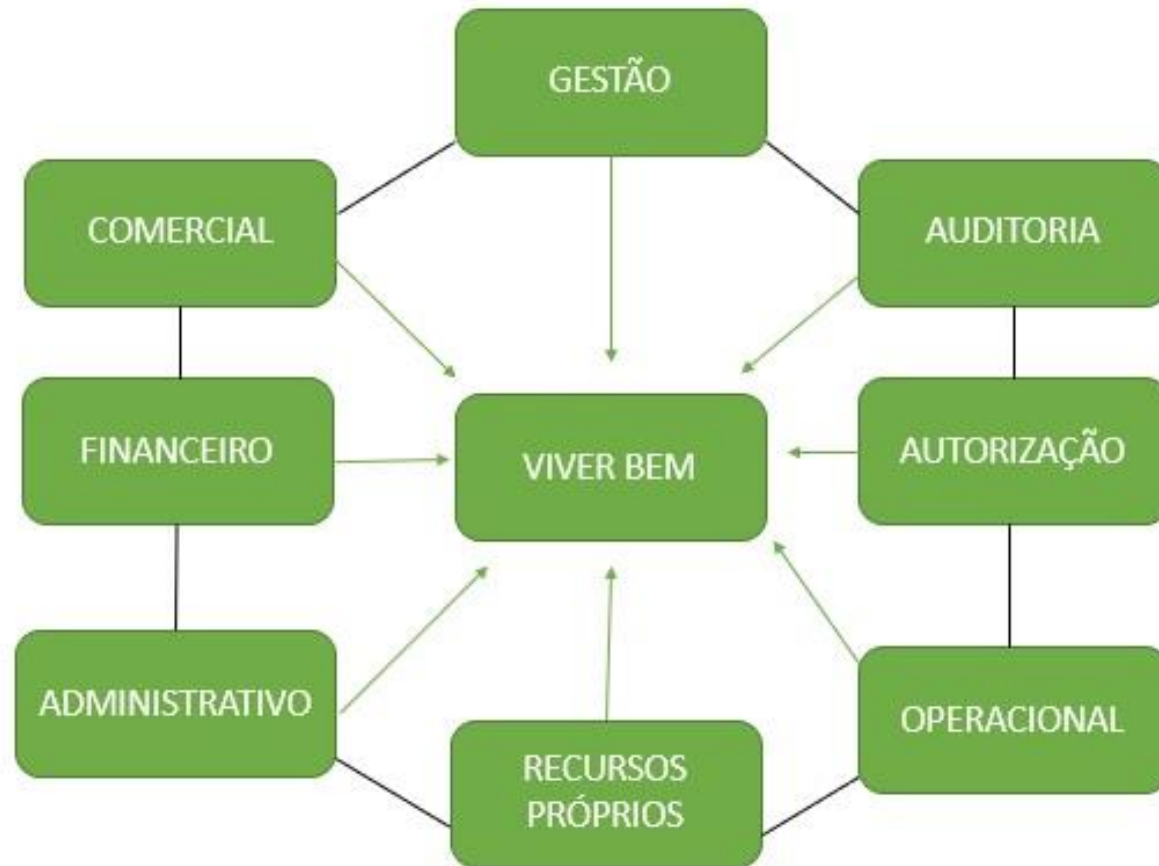 GESTÃO
COMERCIAL
AUDITORIA
FINANCEIRO
VIVER BEM
AUTORIZAÇÃO
ADMINISTRATIVO
RECURSOS
PRÓPRIOS
OPERACIONAL